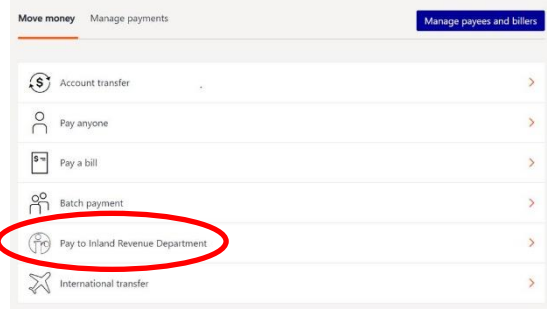 Move money Manage payments Manage payees and billers
Account transfer
Pay anyone
$
Pay a bill
Batch payment
Pay to Inland Revenue Department
International transfer